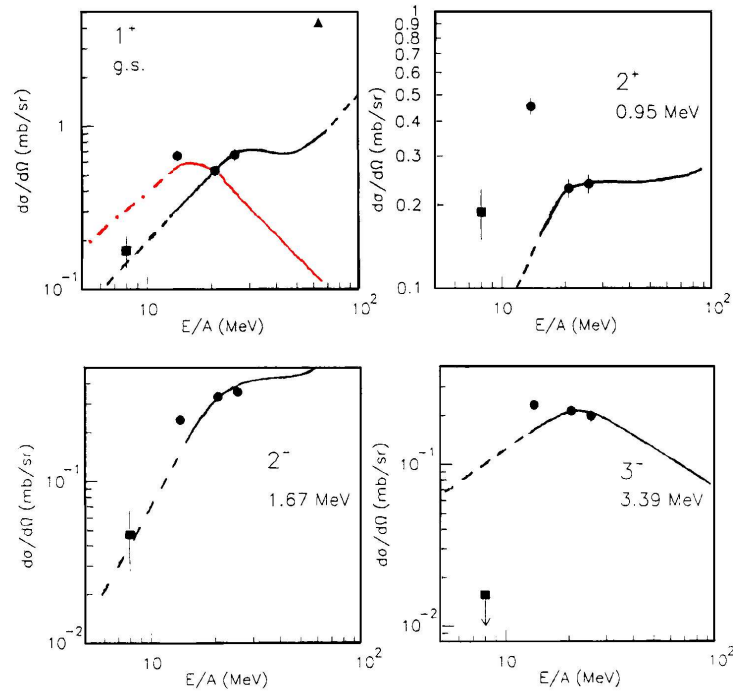 1+
g.s.
1
10-1
dσ/dΩ (mb/sr)
10
10²
E/A (MeV)
1
0.9
0.8
0.7
0.6
0.5
0.4
0.3
0.2
0.1
dσ/dΩ (mb/sr)
2+
0.95 MeV
10
10²
E/A (MeV)
10-1
10-2
dσ/dΩ (mb/sr)
2-
1.67 MeV
10
10²
E/A (MeV)
10-1
10-2
dσ/dΩ (mb/sr)
3-
3.39 MeV
10
10²
E/A (MeV)